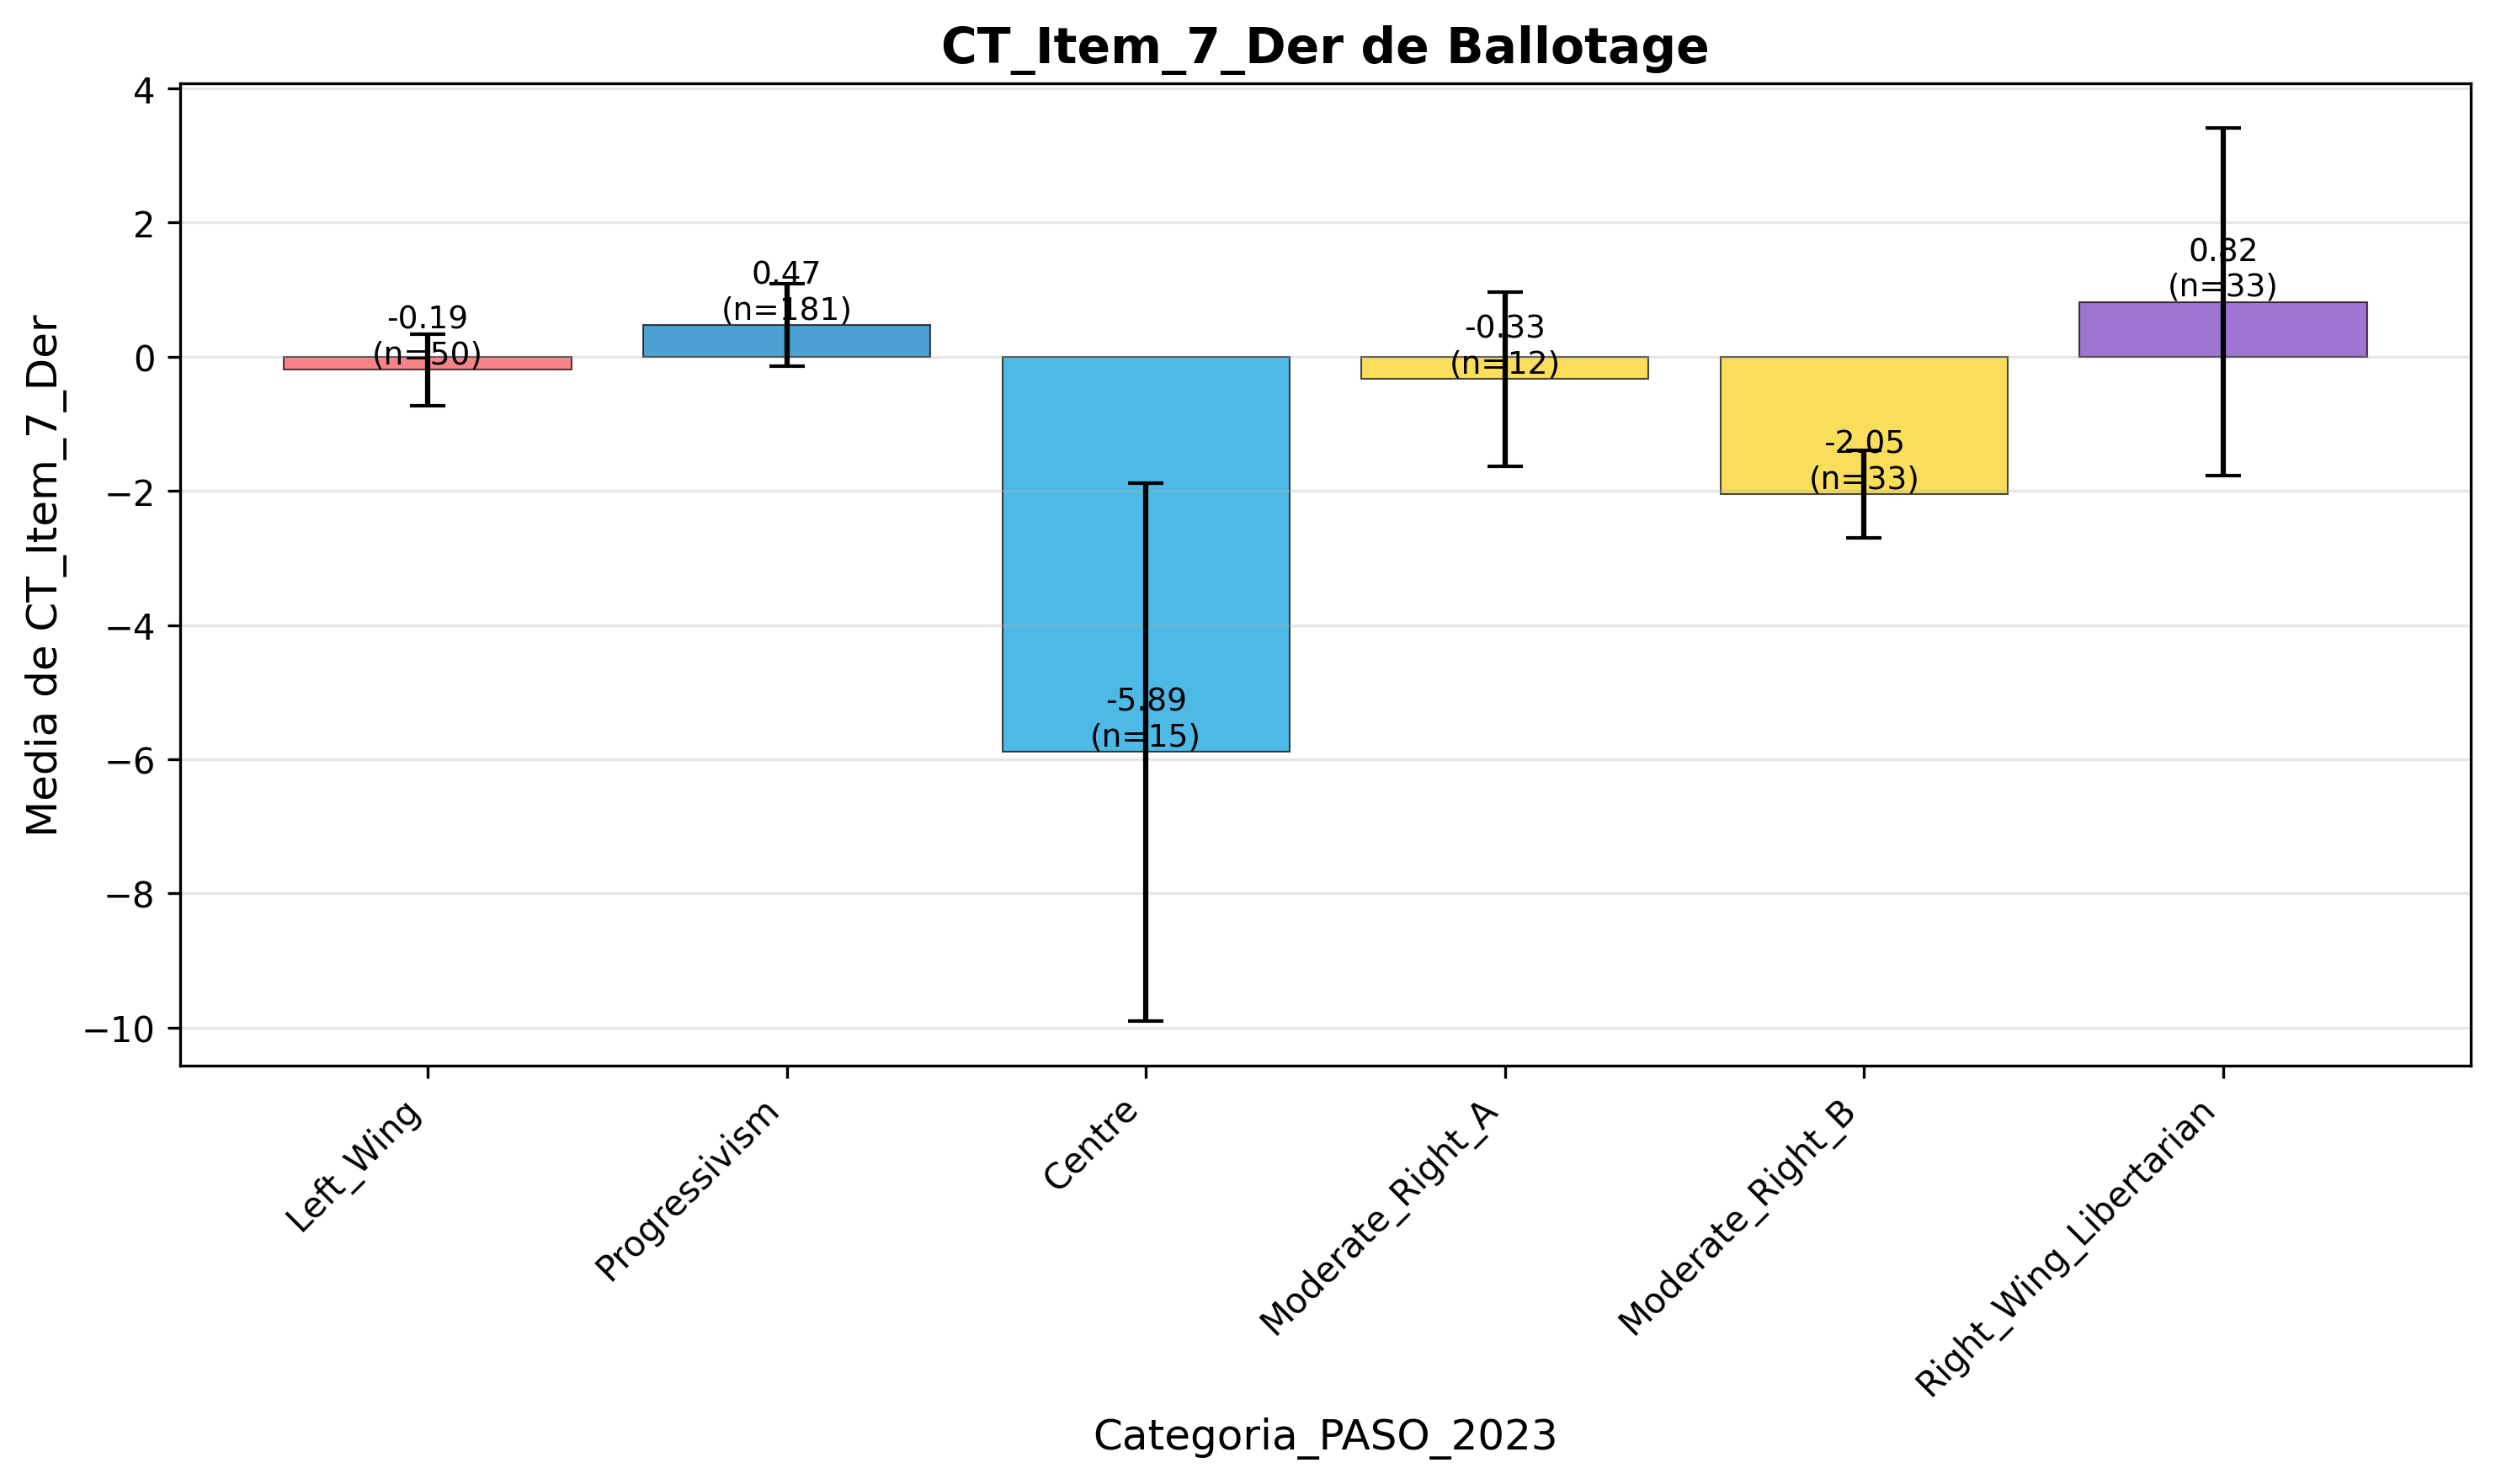 CT_Item_7_Der de Ballotage
Media de CT_Item_7_Der
4
2
0
−2
−4
−6
−8
−10
-0.19
(n=50)
0.47
(n=181)
-5.89
(n=15)
-0.33
(n=12)
-2.05
(n=33)
0.82
(n=33)
Left_Wing
Progressivism
Centre
Moderate_Right_A
Moderate_Right_B
Right_Wing_Libertarian
Categoria_PASO_2023